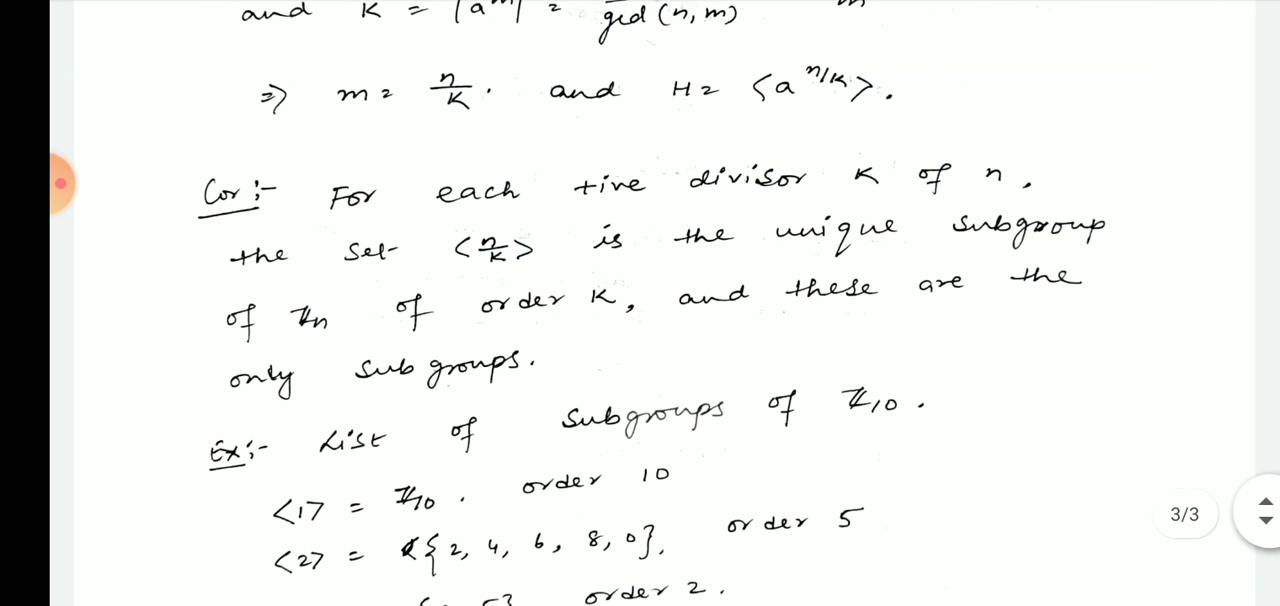 and K = |a^m| = gcd(n,m)
⇒ m = n/K . and H = <a^n/K>.
Cor:- For each +ive divisor K of n,
the set <n/K> is the unique subgroup
of ℤn of order K, and these are the
only subgroups.
Ex:- List of subgroups of ℤ10.
<1> = ℤ10 . order 10
<2> = {2, 4, 6, 8, 0}, order 5
5} order 2.
3/3